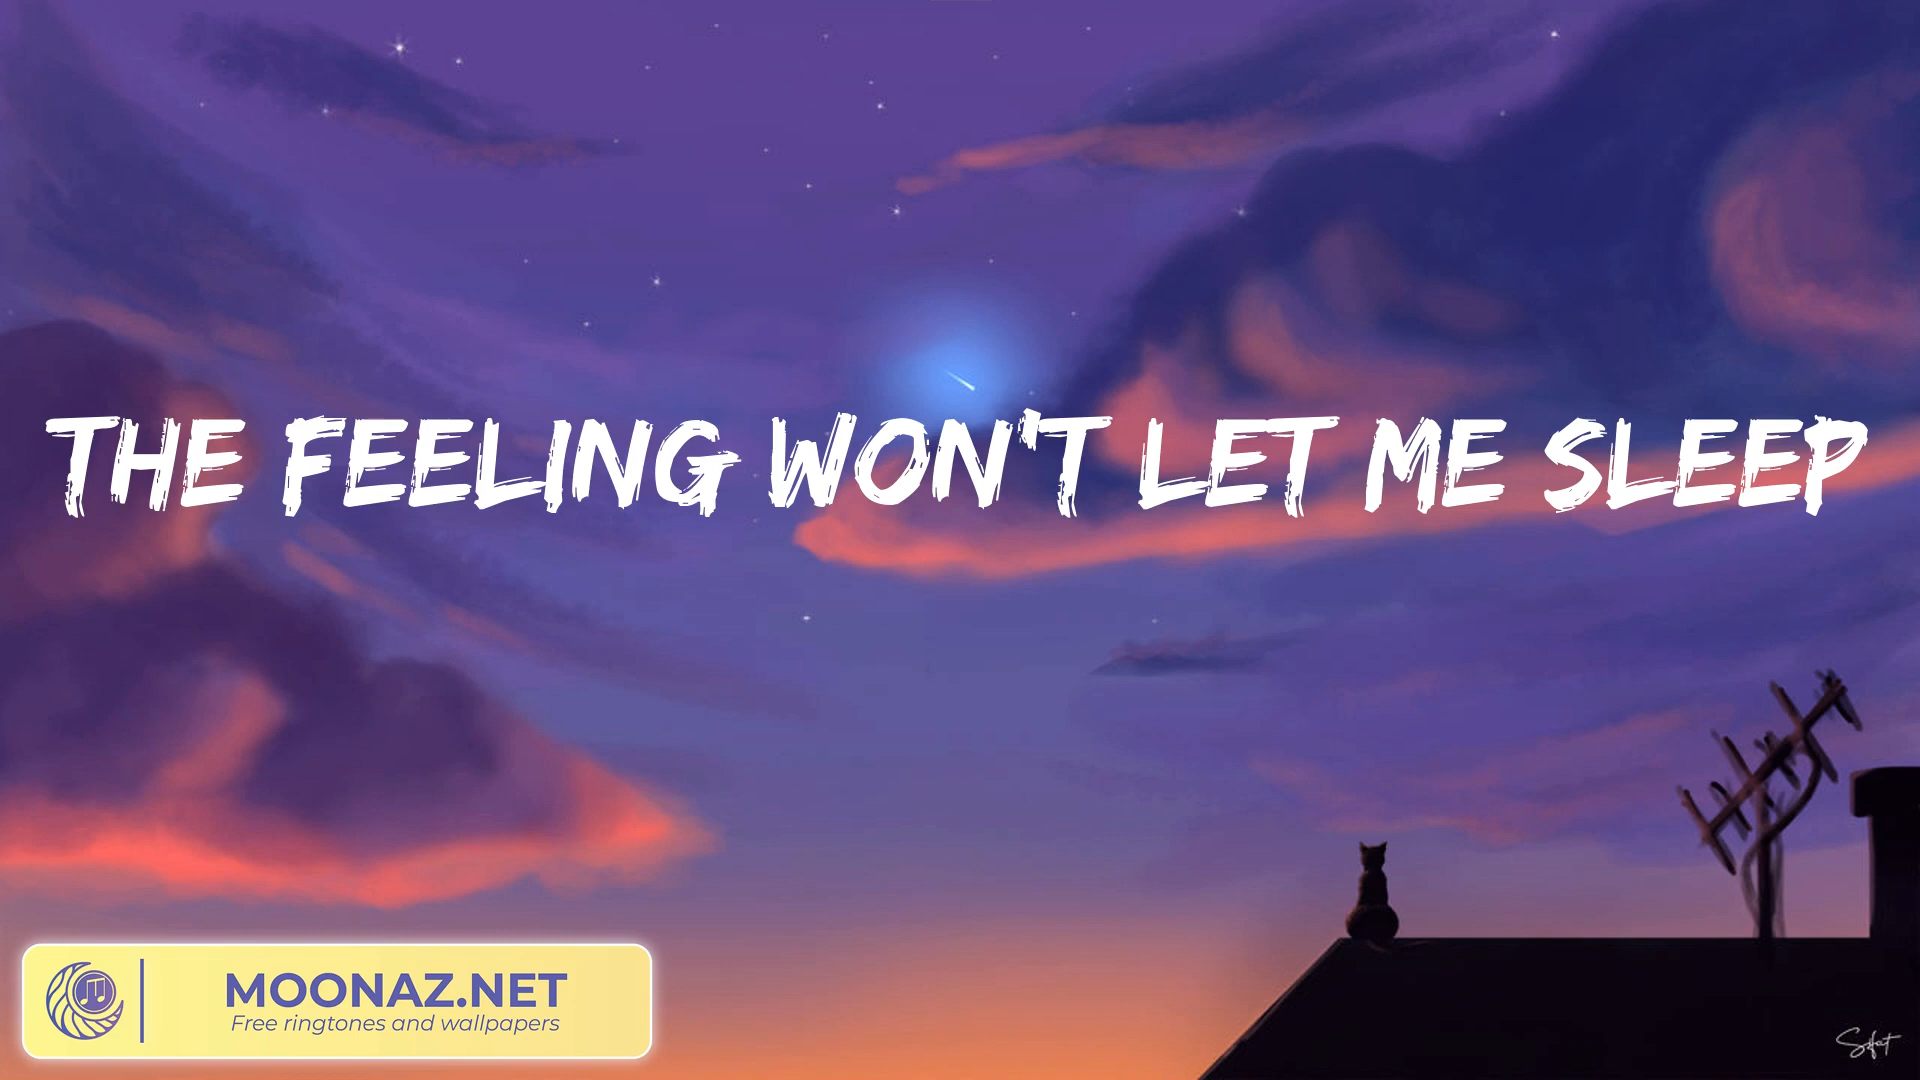 THE FEELING WON'T LET ME SLEEP
MOONAZ.NET
Free ringtones and wallpapers